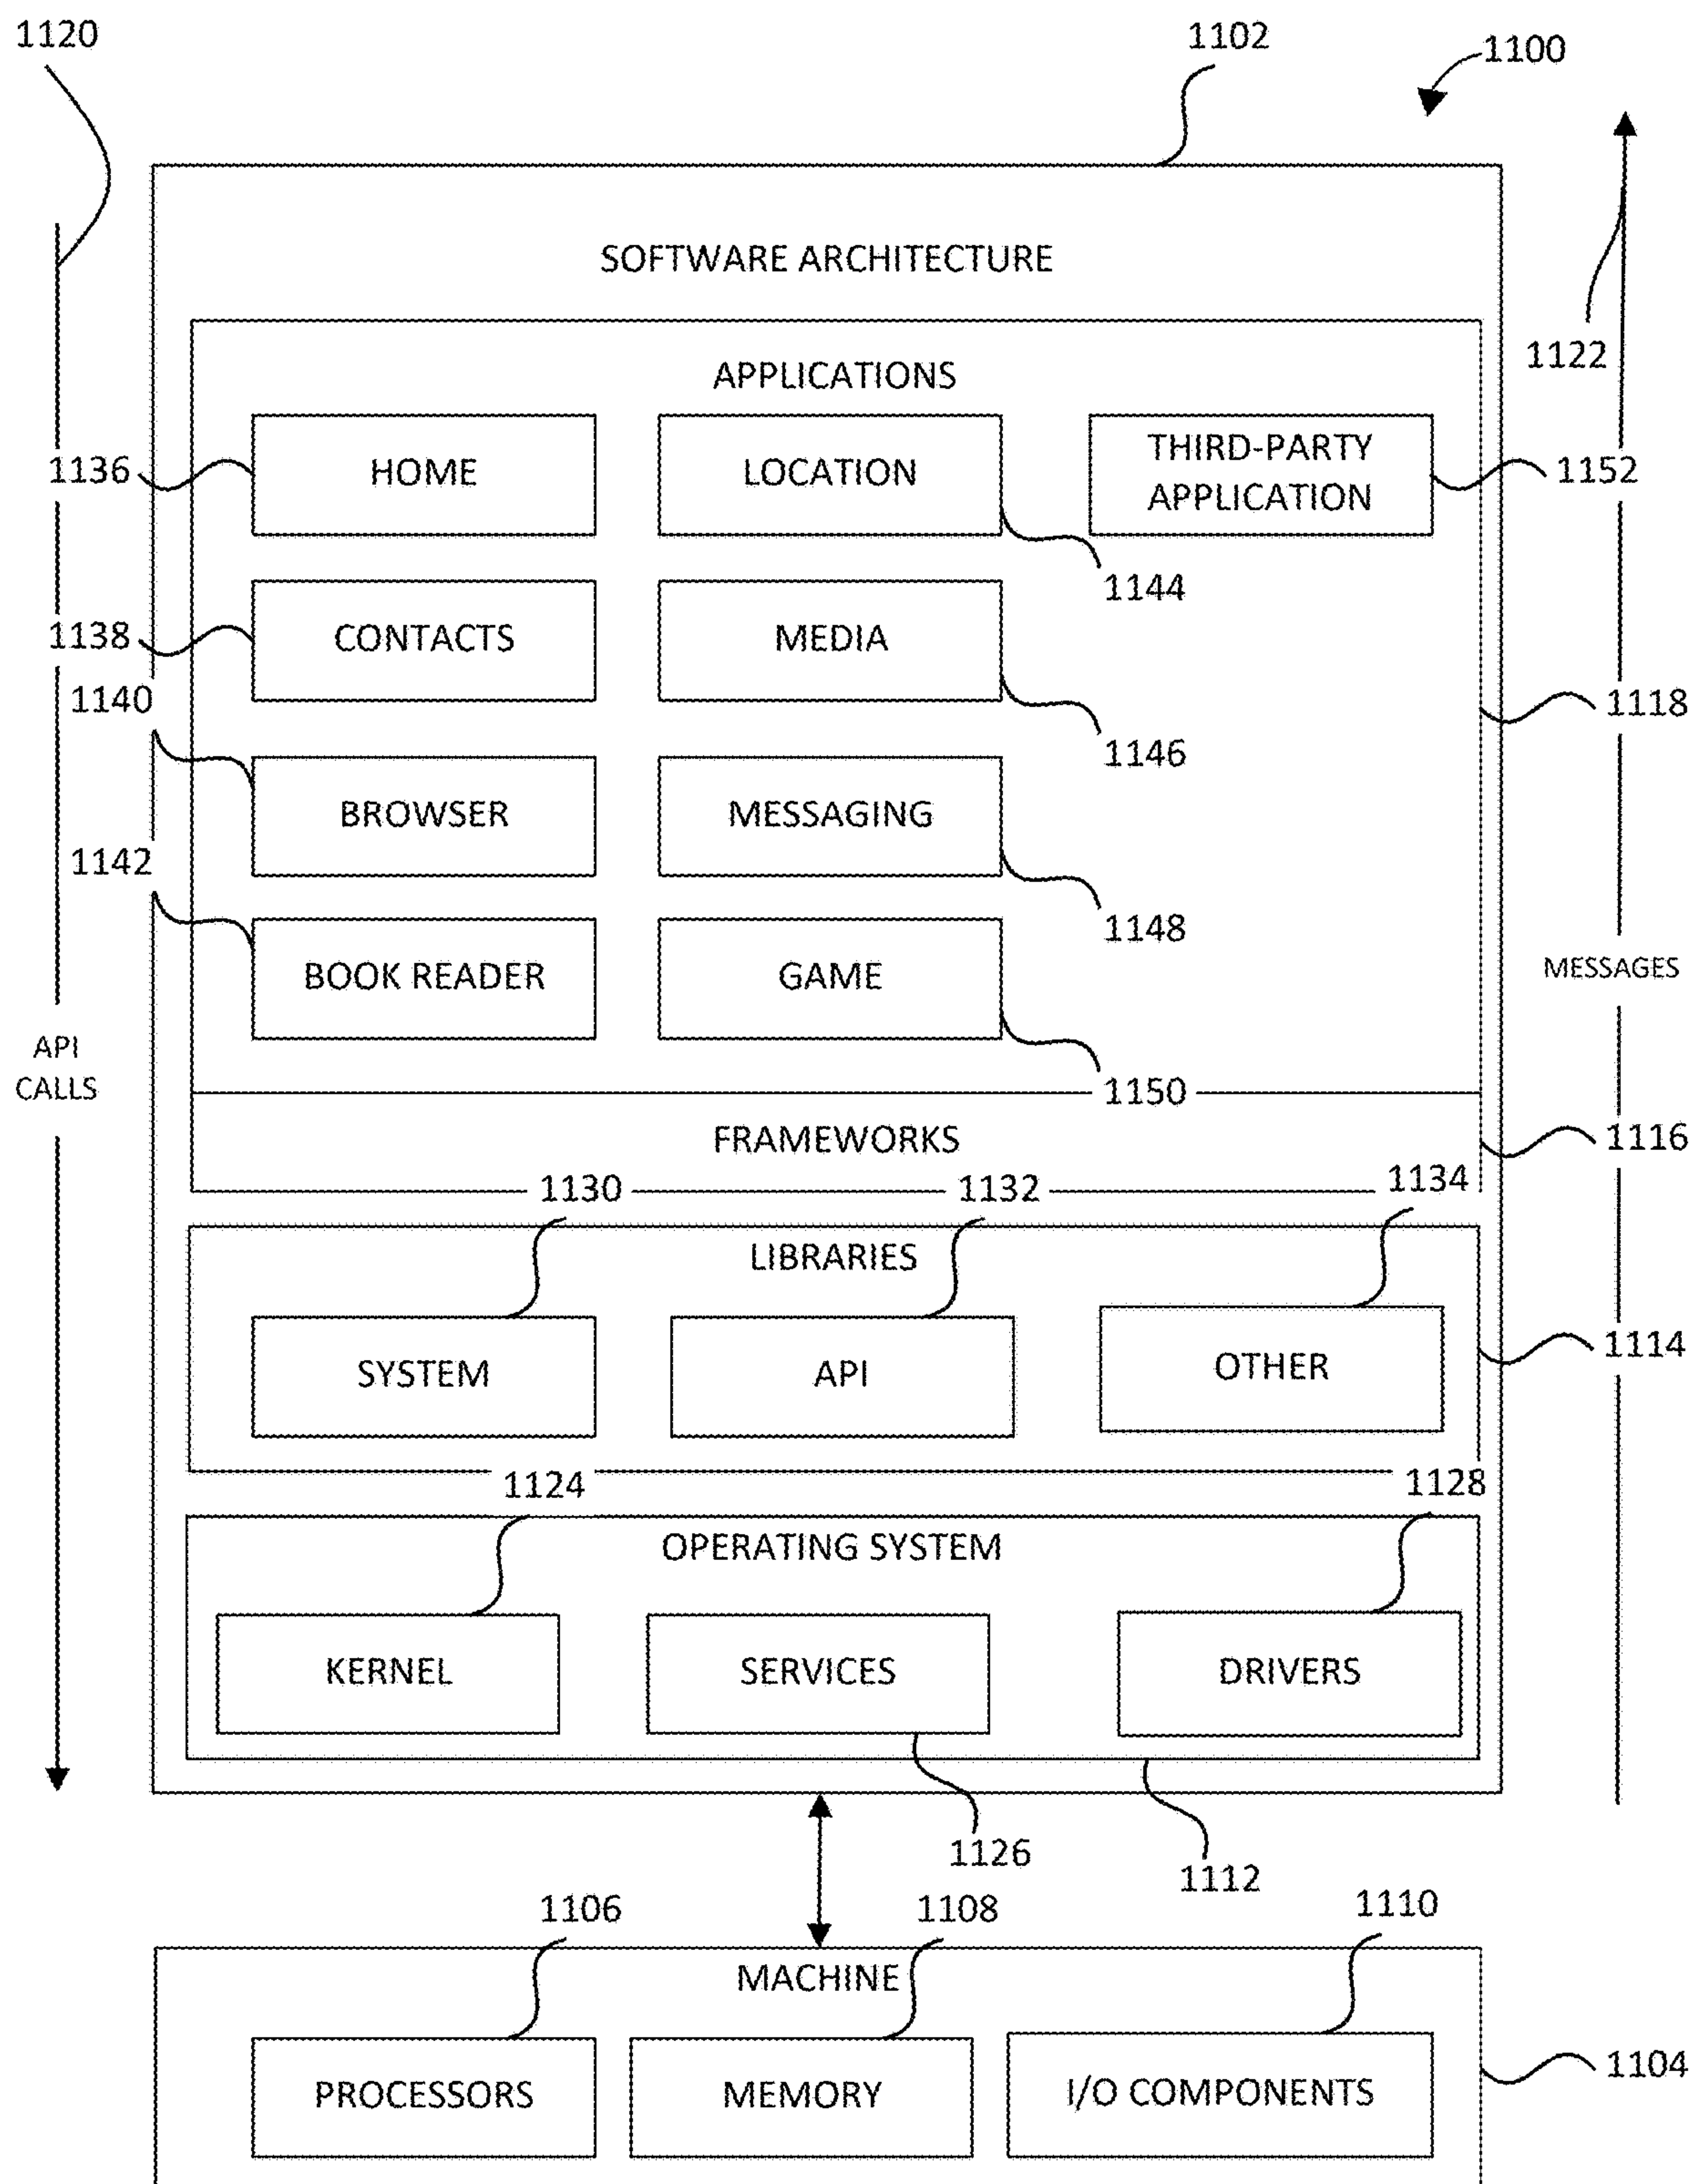 1120
1102
1100
SOFTWARE ARCHITECTURE
1122
APPLICATIONS
1136
HOME
LOCATION
THIRD-PARTY
APPLICATION
1152
1144
1138
CONTACTS
MEDIA
1140
1118
1146
BROWSER
MESSAGING
1142
1148
BOOK READER
GAME
MESSAGES
API
CALLS
1150
FRAMEWORKS
1116
1130
1132
1134
LIBRARIES
SYSTEM
API
OTHER
1114
1124
1128
OPERATING SYSTEM
KERNEL
SERVICES
DRIVERS
1126
1112
1106
1108
1110
MACHINE
PROCESSORS
MEMORY
I/O COMPONENTS
1104